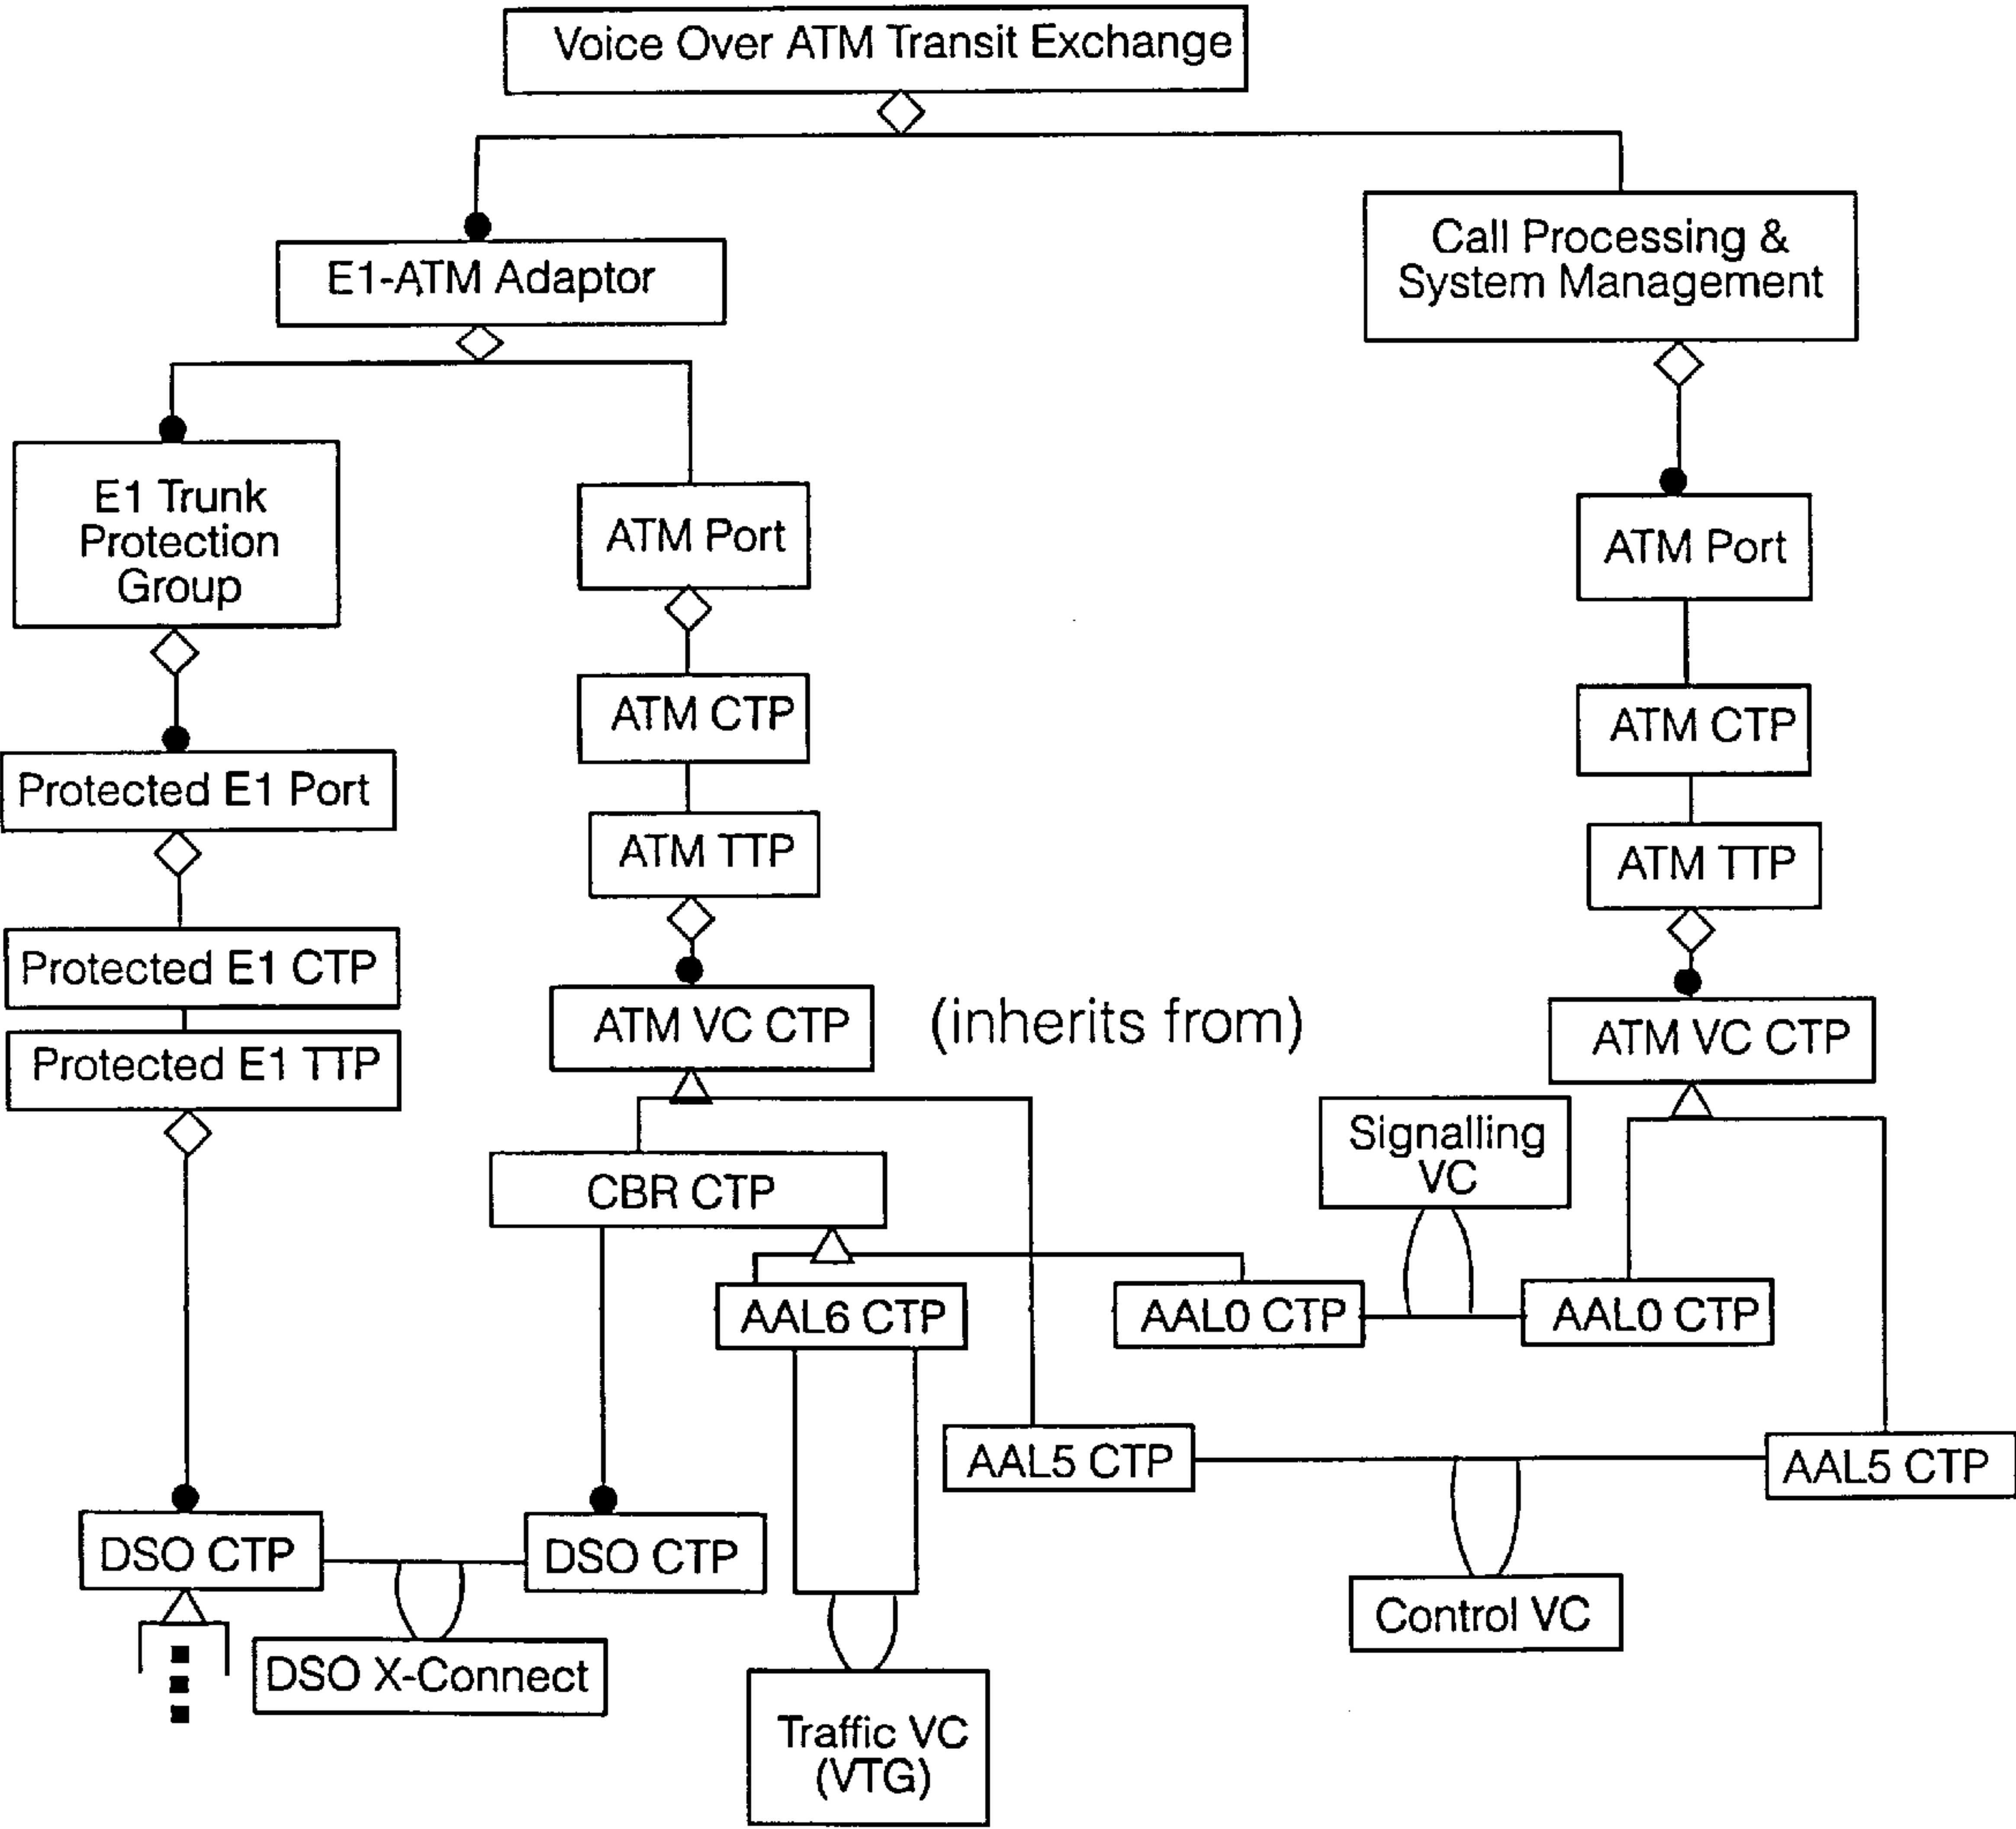 Voice Over ATM Transit Exchange
Call Processing &
System Management
E1-ATM Adaptor
E1 Trunk
Protection
Group
ATM Port
ATM Port
ATM CTP
ATM CTP
Protected E1 Port
ATM TTP
ATM TTP
Protected E1 CTP
ATM VC CTP
(inherits from)
ATM VC CTP
Protected E1 TTP
Signalling
VC
CBR CTP
AAL6 CTP
AAL0 CTP
AAL0 CTP
AAL5 CTP
AAL5 CTP
DSO CTP
DSO CTP
Control VC
DSO X-Connect
Traffic VC
(VTG)